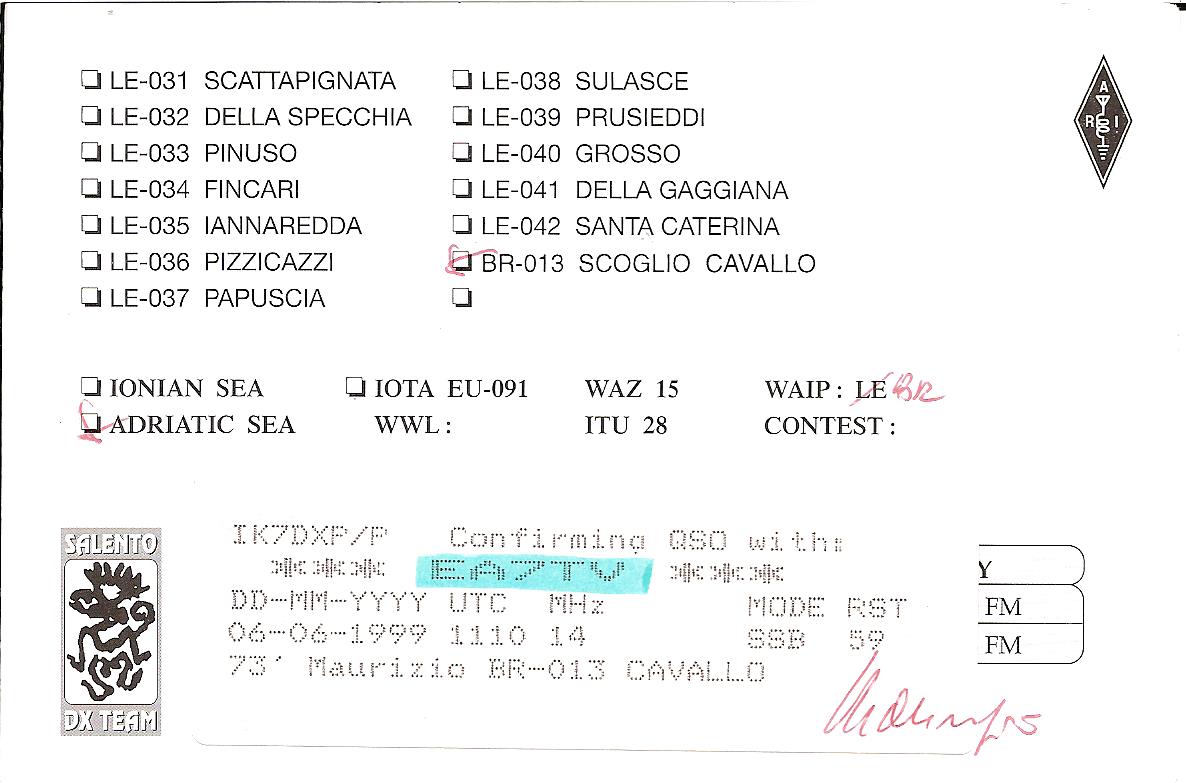 ☐ LE-031 SCATTAPIGNATA
☐ LE-032 DELLA SPECCHIA
☐ LE-033 PINUSO
☐ LE-034 FINCARI
☐ LE-035 IANNAREDDA
☐ LE-036 PIZZICAZZI
☐ LE-037 PAPUSCIA
☐ LE-038 SULASCE
☐ LE-039 PRUSIEDDI
☐ LE-040 GROSSO
☐ LE-041 DELLA GAGGIANA
☐ LE-042 SANTA CATERINA
☑ BR-013 SCOGLIO CAVALLO
☐
A
R I
☐ IONIAN SEA ☐ IOTA EU-091 WAZ 15 WAIP: LE BR
☑ ADRIATIC SEA WWL: ITU 28 CONTEST:
SALENTO
DX TEAM
IK7DXP/P Confirming QSO with:
*** EA7TV ***
DD-MM-YYYY UTC MHz MODE RST
06-06-1999 1110 14 SSB 59
73' Maurizio BR-013 CAVALLO
Y
FM
FM